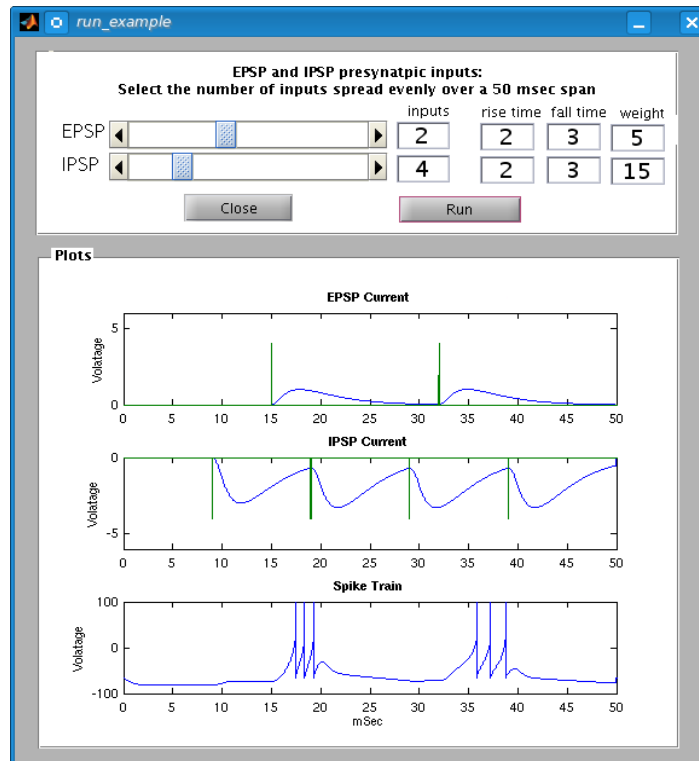 run_example
EPSP and IPSP presynatpic inputs:
Select the number of inputs spread evenly over a 50 msec span
inputs rise time fall time weight
EPSP 2 2 3 5
IPSP 4 2 3 15
Close Run
Plots
EPSP Current
5
0
Volatage
0 5 10 15 20 25 30 35 40 45 50
IPSP Current
0
-5
Volatage
0 5 10 15 20 25 30 35 40 45 50
Spike Train
100
0
-100
Volatage
0 5 10 15 20 25 30 35 40 45 50
mSec